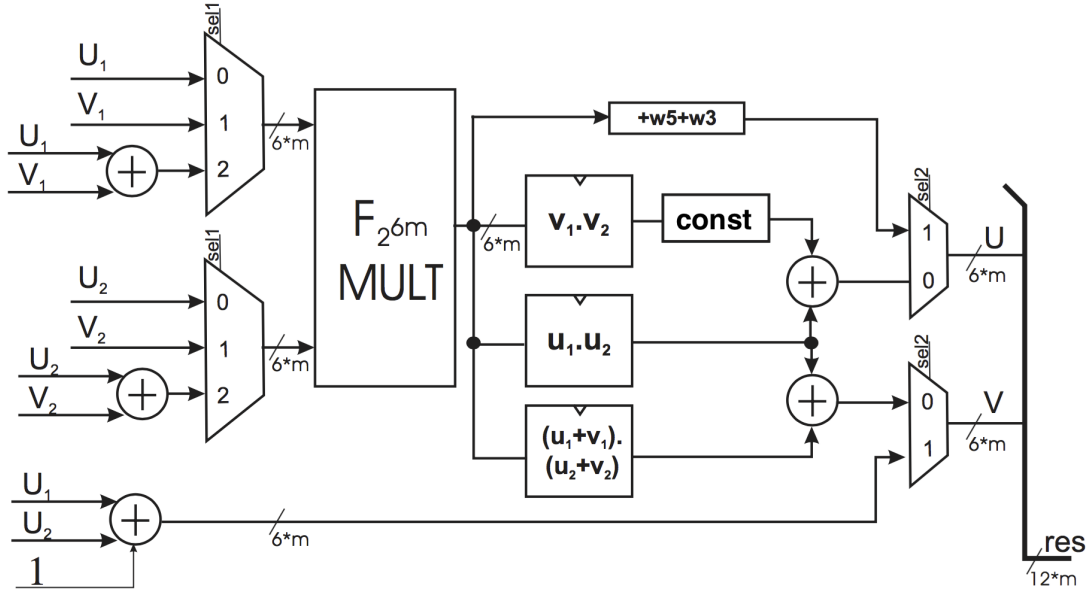 sel1
U1
0
V1
1
U1
V1
2
6*m
sel1
U2
0
V2
1
U2
V2
2
6*m
F26m
MULT
6*m
+w5+w3
v1.v2
const
u1.u2
(u1+v1).
(u2+v2)
sel2
1
0
U
6*m
sel2
0
1
V
6*m
U1
U2
1
6*m
res
12*m